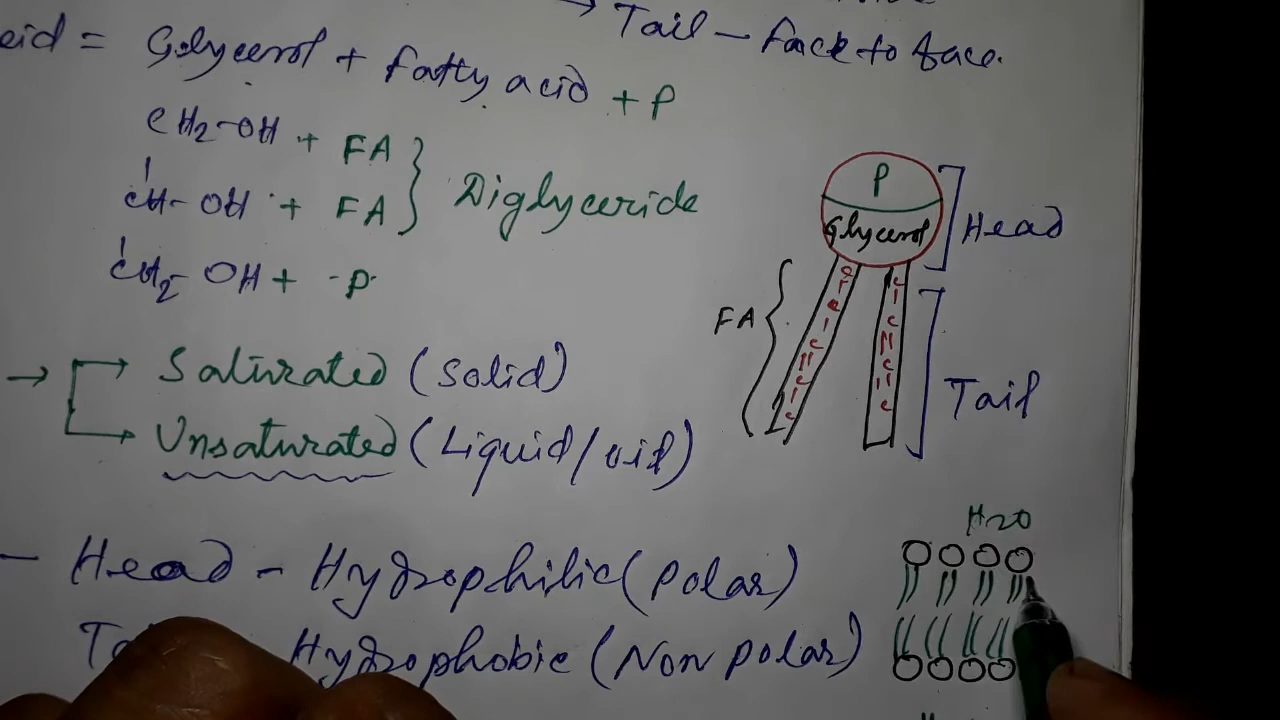 → Tail – face to face.
eid = Glycerol + fatty acid + P
CH2-OH + FA
CH-OH + FA } Diglyceride
CH2-OH + -P-
P
Glycerol
Head
FA {
Tail
→ Saturated (Solid)
→ Unsaturated (Liquid/oil)
H2O
– Head – Hydrophilic (Polar)
Hydrophobic (Non polar)